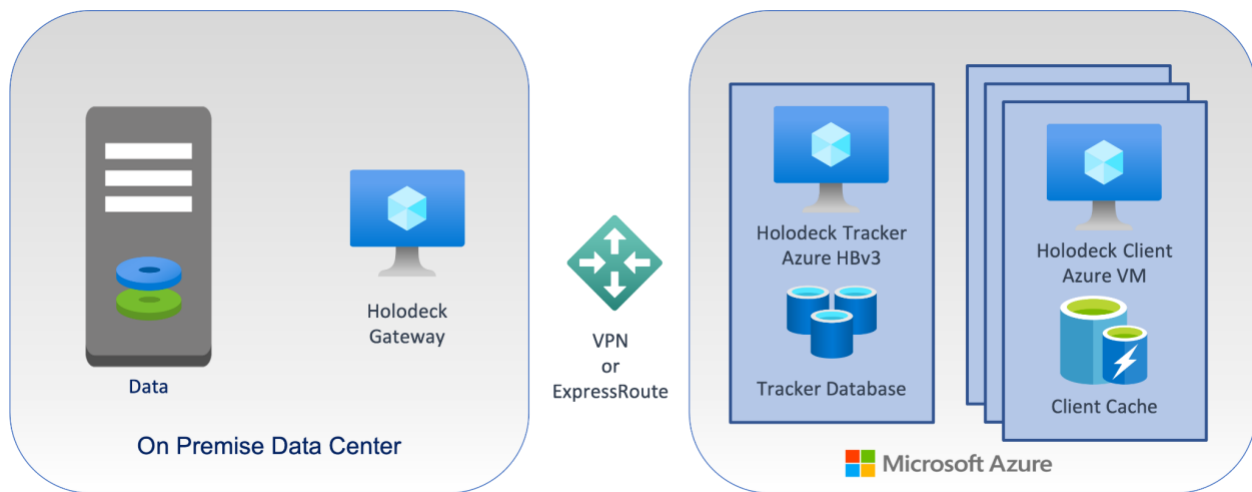 Data
Holodeck
Gateway
On Premise Data Center
VPN
or
ExpressRoute
Holodeck Tracker
Azure HBv3
Tracker Database
Holodeck Client
Azure VM
Client Cache
Microsoft Azure